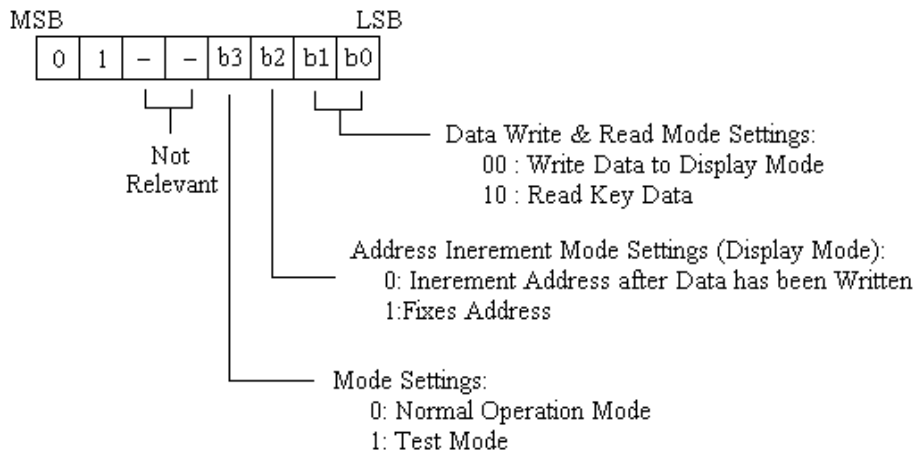 MSB LSB
0 1 – – b3 b2 b1 b0
Data Write & Read Mode Settings:
00 : Write Data to Display Mode
10 : Read Key Data
Not
Relevant
Address Inerement Mode Settings (Display Mode):
0: Inerement Address after Data has been Written
1:Fixes Address
Mode Settings:
0: Normal Operation Mode
1: Test Mode